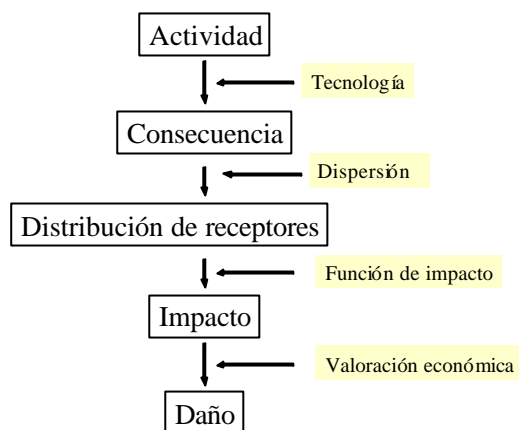 Actividad
Tecnología
Consecuencia
Dispersión
Distribución de receptores
Función de impacto
Impacto
Valoración económica
Daño